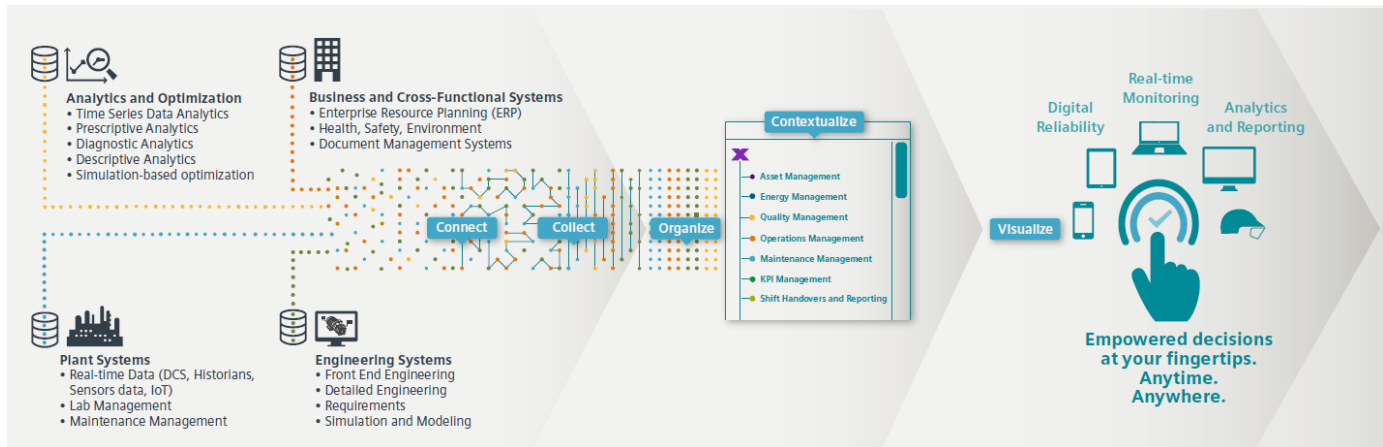 Analytics and Optimization
• Time Series Data Analytics
• Prescriptive Analytics
• Diagnostic Analytics
• Descriptive Analytics
• Simulation-based optimization
Business and Cross-Functional Systems
• Enterprise Resource Planning (ERP)
• Health, Safety, Environment
• Document Management Systems
Plant Systems
• Real-time Data (DCS, Historians,
Sensors data, IoT)
• Lab Management
• Maintenance Management
Engineering Systems
• Front End Engineering
• Detailed Engineering
• Requirements
• Simulation and Modeling
Connect
Collect
Organize
Contextualize
Asset Management
Energy Management
Quality Management
Operations Management
Maintenance Management
KPI Management
Shift Handovers and Reporting
Visualize
Digital
Reliability
Real-time
Monitoring
Analytics
and Reporting
Empowered decisions
at your fingertips.
Anytime.
Anywhere.